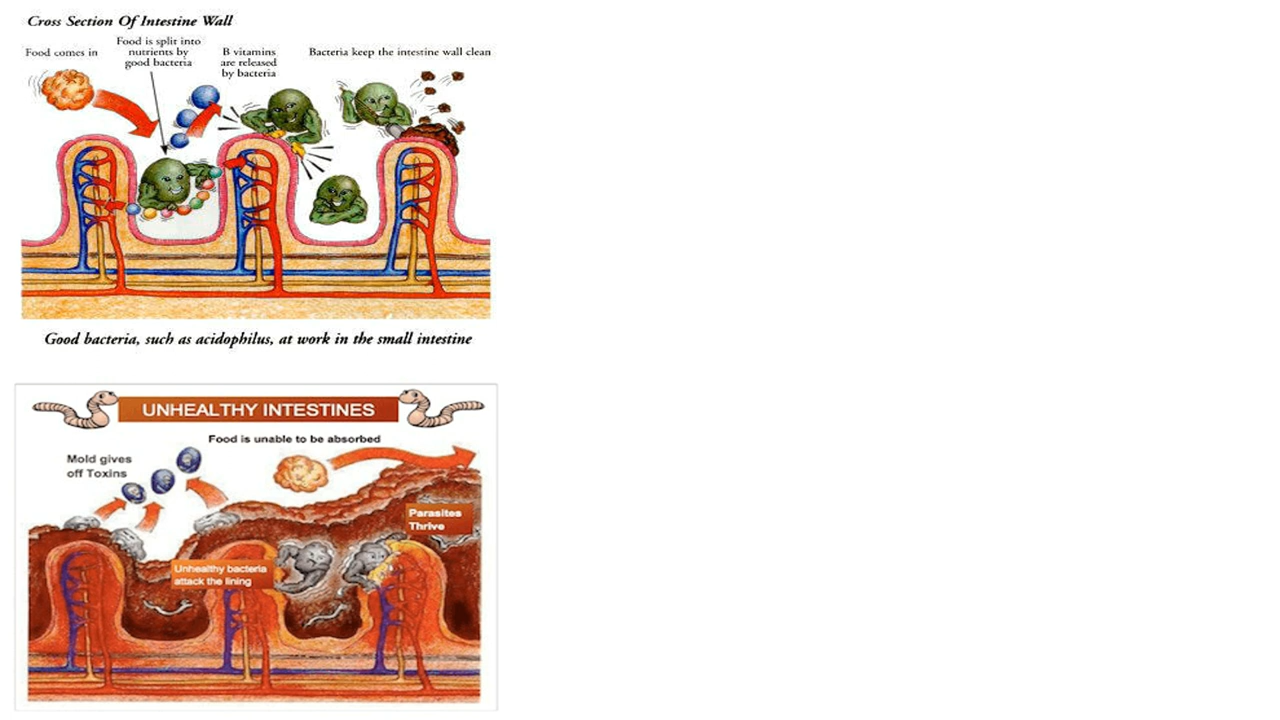 Cross Section Of Intestine Wall
Food comes in
Food is split into
nutrients by
good bacteria
B vitamins
are released
by bacteria
Bacteria keep the intestine wall clean
Good bacteria, such as acidophilus, at work in the small intestine
UNHEALTHY INTESTINES
Food is unable to be absorbed
Mold gives
off Toxins
Parasites
Thrive
Unhealthy bacteria
attack the lining